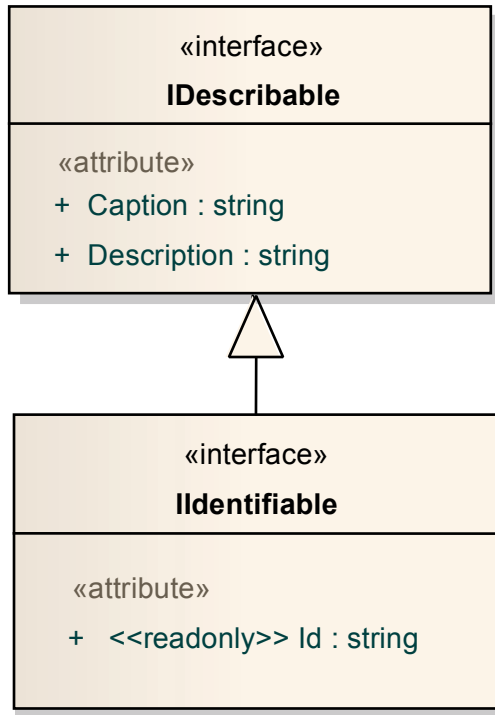 «interface»
IDescribable
«attribute»
+ Caption : string
+ Description : string
«interface»
IIdentifiable
«attribute»
+ <<readonly>> Id : string